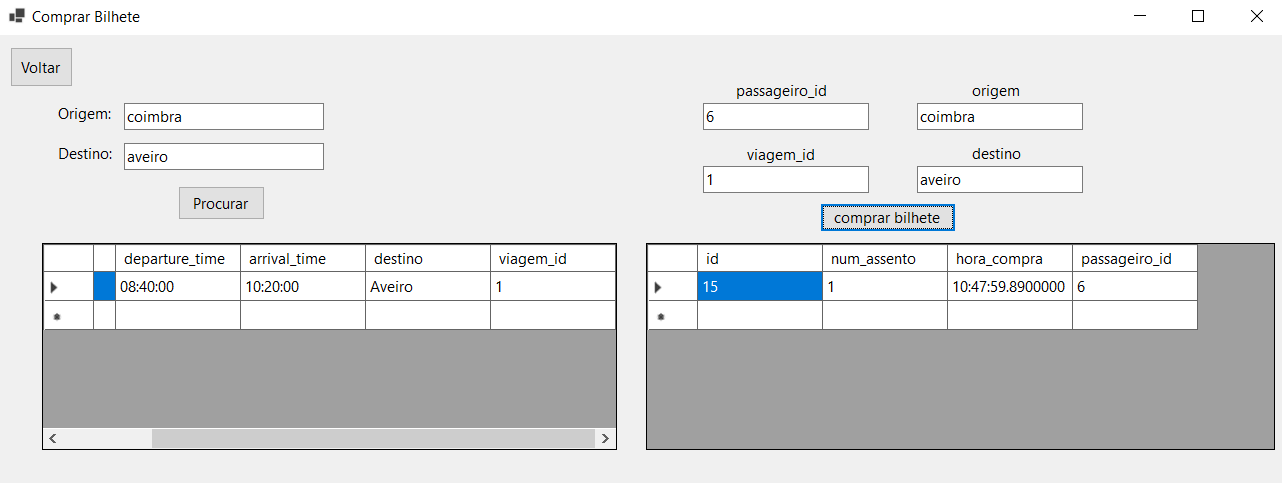 Comprar Bilhete
Voltar
Origem: coimbra
Destino: aveiro
Procurar
passageiro_id origem
6 coimbra
viagem_id destino
1 aveiro
comprar bilhete
departure_time arrival_time destino viagem_id
08:40:00 10:20:00 Aveiro 1
id num_assento hora_compra passageiro_id
15 1 10:47:59.8900000 6